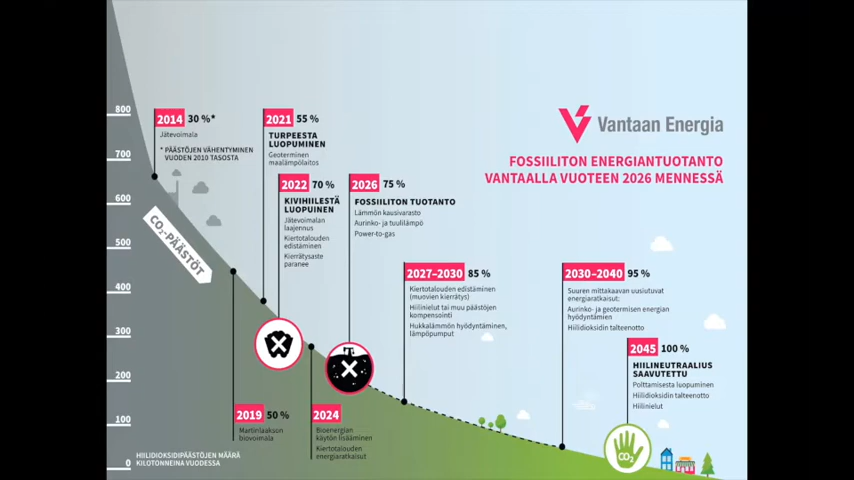 Vantaan Energia
FOSSIILITON ENERGIANTUOTANTO
VANTAALLA VUOTEEN 2026 MENNESSÄ
800
700
600
500
400
300
200
100
0
HIILIDIOKSIDIPÄÄSTÖJEN MÄÄRÄ
KILOTONNEINA VUODESSA
CO₂-PÄÄSTÖT
2014 30 %*
Jätevoimala
* PÄÄSTÖJEN VÄHENTYMINEN
VUODEN 2010 TASOSTA
2019 50 %
Martinlaakson
biovoimala
2021 55 %
TURPEESTA
LUOPUMINEN
Geoterminen
maalämpölaitos
2022 70 %
KIVIHIILESTÄ
LUOPUINEN
Jätevoimalan
laajennus
Kiertotalouden
edistäminen
Kierrätysaste
paranee
2024
Bioenergian
käytön lisääminen
Kiertotalouden
energiaratkaisut
2026 75 %
FOSSIILITON TUOTANTO
Lämmön kausivarasto
Aurinko- ja tuulilämpö
Power-to-gas
2027–2030 85 %
Kiertotalouden edistäminen
(muovien kierrätys)
Hiilinielut tai muu päästöjen
kompensointi
Hukkalämmön hyödyntäminen,
lämpöpumput
2030–2040 95 %
Suuren mittakaavan uusiutuvat
energiaratkaisut:
Aurinko- ja geotermisen energian
hyödyntämien
Hiilidioksidin talteenotto
2045 100 %
HIILINEUTRAALIUS
SAAVUTETTU
Polttamisesta luopuminen
Hiilidioksidin talteenotto
Hiilinielut
CO₂